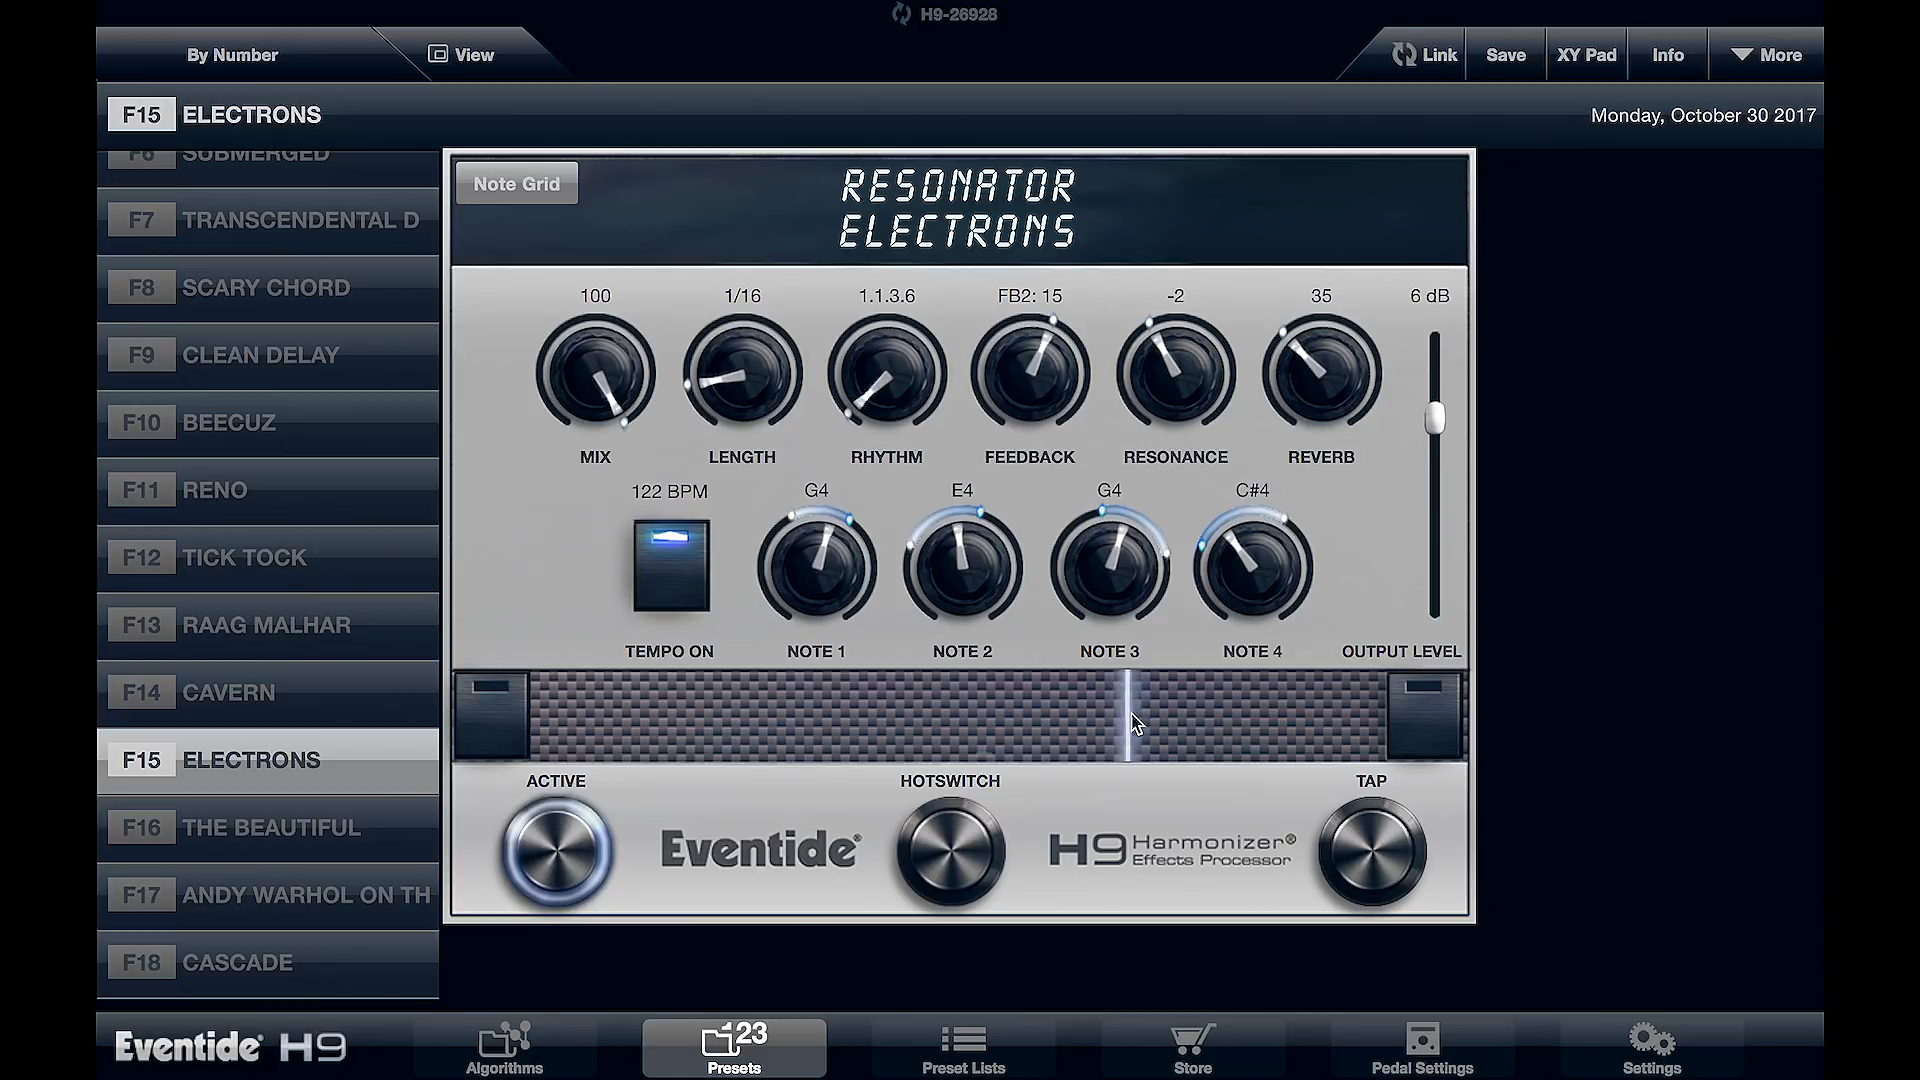 H9-26928
By Number
View
Link
Save
XY Pad
Info
More
F15 ELECTRONS
Monday, October 30 2017
F6 SUBMERGED
F7 TRANSCENDENTAL D
F8 SCARY CHORD
F9 CLEAN DELAY
F10 BEECUZ
F11 RENO
F12 TICK TOCK
F13 RAAG MALHAR
F14 CAVERN
F15 ELECTRONS
F16 THE BEAUTIFUL
F17 ANDY WARHOL ON TH
F18 CASCADE
Note Grid
RESONATOR
ELECTRONS
100 1/16 1.1.3.6 FB2: 15 -2 35 6 dB
MIX LENGTH RHYTHM FEEDBACK RESONANCE REVERB
122 BPM G4 E4 G4 C#4
TEMPO ON NOTE 1 NOTE 2 NOTE 3 NOTE 4 OUTPUT LEVEL
ACTIVE HOTSWITCH TAP
Eventide®
H9 Harmonizer®
Effects Processor
Eventide® H9
Algorithms
123
Presets
Preset Lists
Store
Pedal Settings
Settings